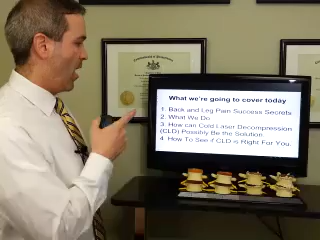 What we're going to cover today
1. Back and Leg Pain Success Secrets
2. What We Do.
3. How can Cold Laser Decompression
(CLD) Possibly Be the Solution.
4  How To See if CLD is Right For You.